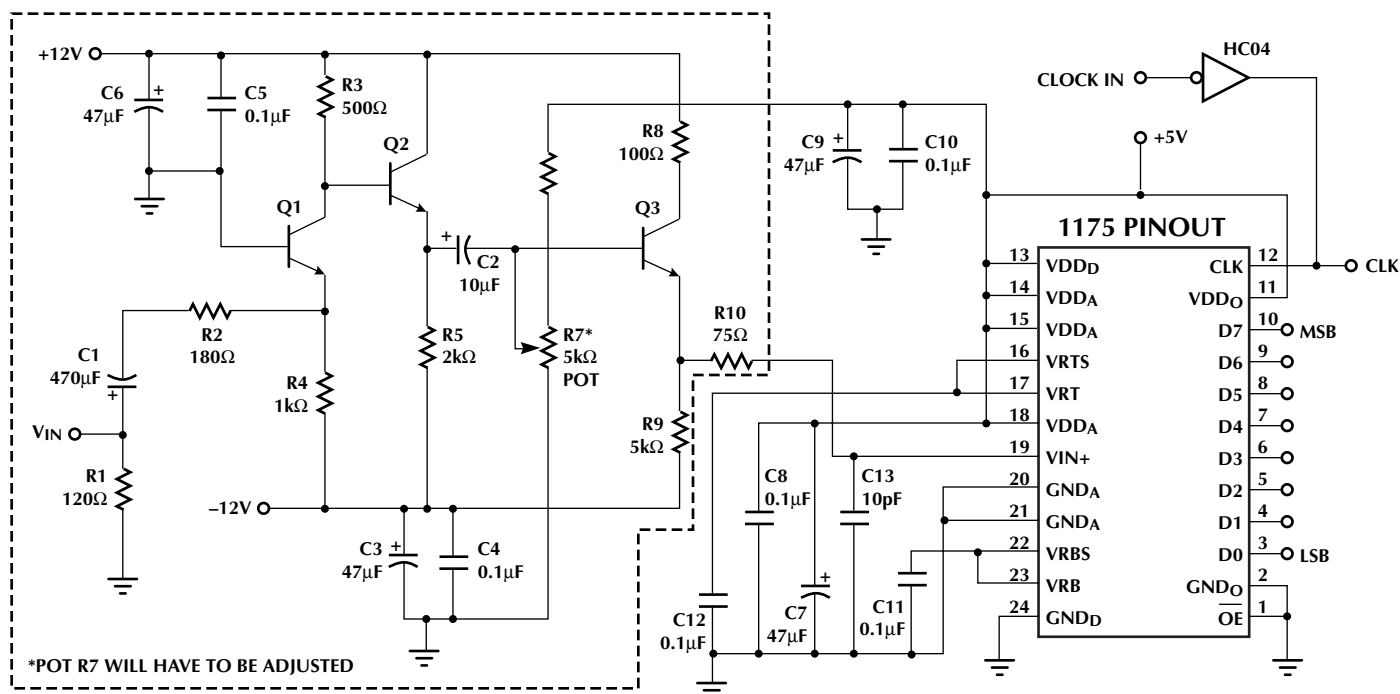 +12V
C6
47µF
+
C5
0.1µF
R3
500Ω
Q2
Q1
R2
180Ω
C1
470µF
+
R4
1kΩ
VIN
R1
120Ω
–12V
+
C2
10µF
R5
2kΩ
R7*
5kΩ
POT
R8
100Ω
Q3
R10
75Ω
R9
5kΩ
C3
47µF
+
C4
0.1µF
*POT R7 WILL HAVE TO BE ADJUSTED
C9
47µF
+
C10
0.1µF
HC04
CLOCK IN
+5V
CLK
C8
0.1µF
C13
10pF
C12
0.1µF
C7
47µF
+
C11
0.1µF
1175 PINOUT
13 VDDD
14 VDDA
15 VDDA
16 VRTS
17 VRT
18 VDDA
19 VIN+
20 GNDA
21 GNDA
22 VRBS
23 VRB
24 GNDD
CLK 12
VDDO 11
D7 10 MSB
D6 9
D5 8
D4 7
D3 6
D2 5
D1 4
D0 3 LSB
GNDO 2
OE 1